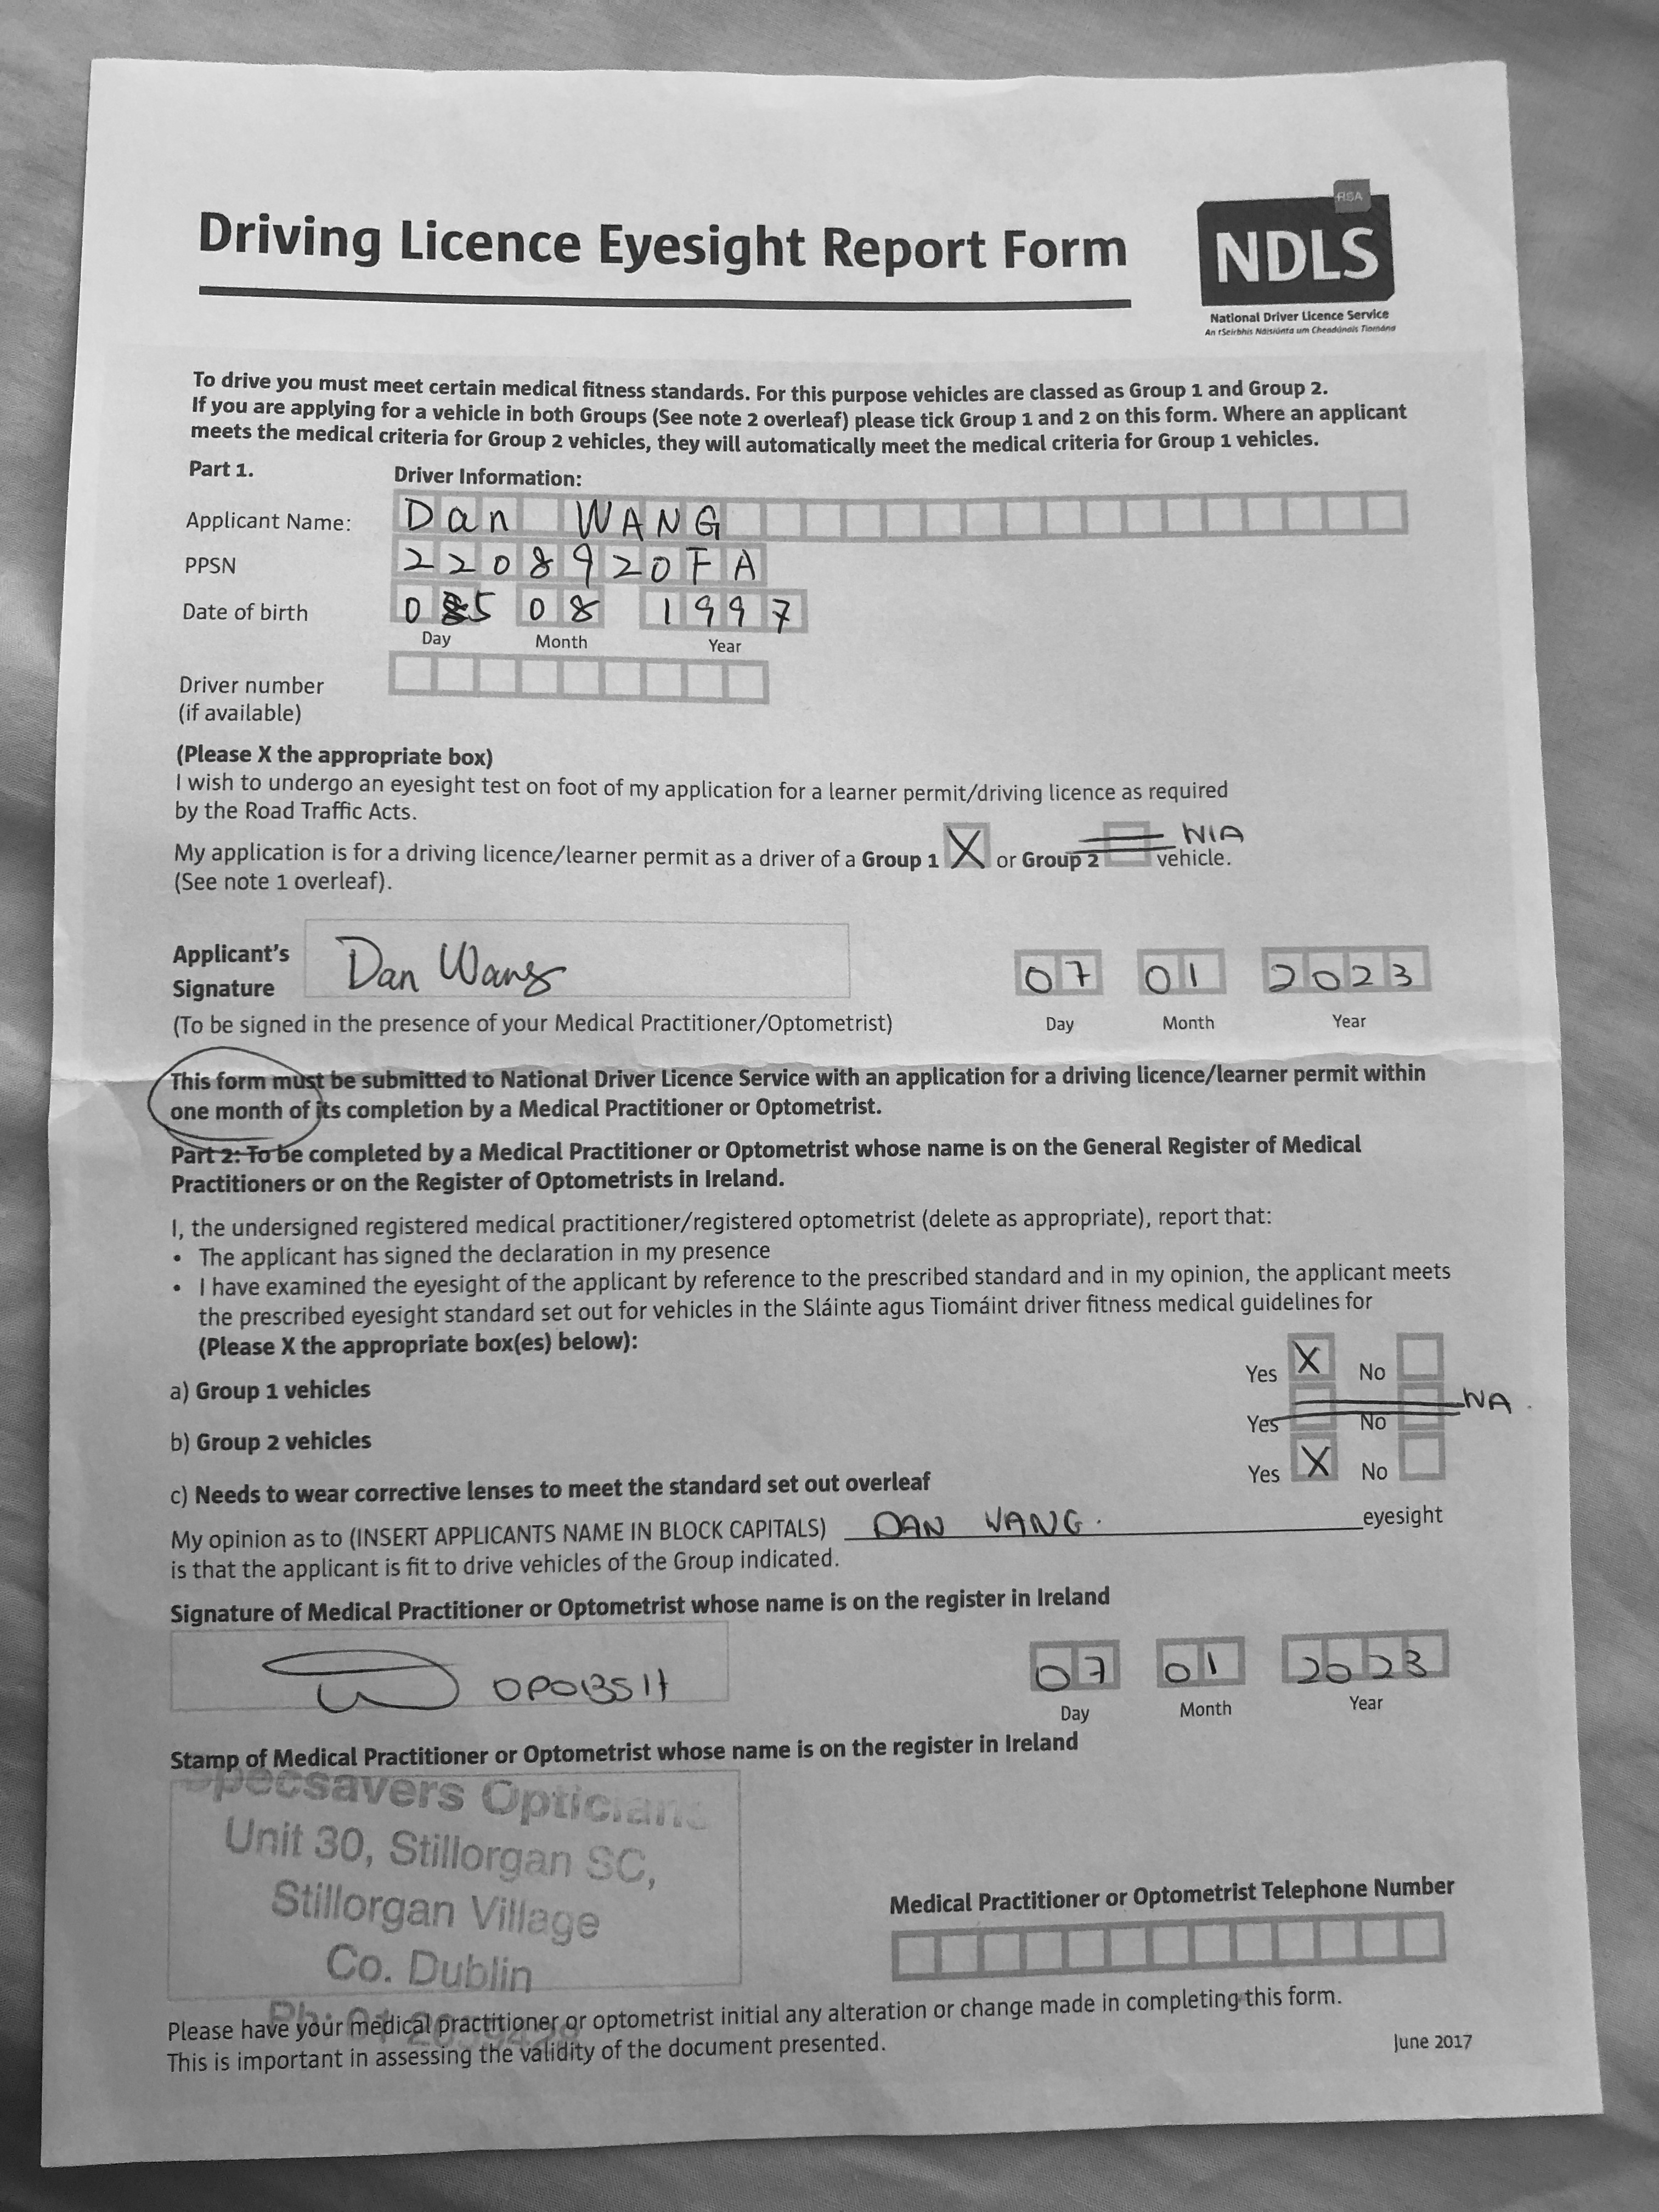 Driving Licence Eyesight Report Form
RSA
NDLS
National Driver Licence Service
An tSeirbhís Náisiúnta um Cheadúnais Tiomána
To drive you must meet certain medical fitness standards. For this purpose vehicles are classed as Group 1 and Group 2.
If you are applying for a vehicle in both Groups (See note 2 overleaf) please tick Group 1 and 2 on this form. Where an applicant
meets the medical criteria for Group 2 vehicles, they will automatically meet the medical criteria for Group 1 vehicles.
Part 1. Driver Information:
Applicant Name: Dan WANG
PPSN 2208920FA
Date of birth 05 08 1997
Day Month Year
Driver number
(if available)
(Please X the appropriate box)
I wish to undergo an eyesight test on foot of my application for a learner permit/driving licence as required
by the Road Traffic Acts.
My application is for a driving licence/learner permit as a driver of a Group 1 X or Group 2 vehicle. N/A
(See note 1 overleaf).
Applicant's
Signature Dan Wang 07 01 2023
(To be signed in the presence of your Medical Practitioner/Optometrist) Day Month Year
This form must be submitted to National Driver Licence Service with an application for a driving licence/learner permit within
one month of its completion by a Medical Practitioner or Optometrist.
Part 2: To be completed by a Medical Practitioner or Optometrist whose name is on the General Register of Medical
Practitioners or on the Register of Optometrists in Ireland.
I, the undersigned registered medical practitioner/registered optometrist (delete as appropriate), report that:
• The applicant has signed the declaration in my presence
• I have examined the eyesight of the applicant by reference to the prescribed standard and in my opinion, the applicant meets
the prescribed eyesight standard set out for vehicles in the Sláinte agus Tiomáint driver fitness medical guidelines for
(Please X the appropriate box(es) below):
a) Group 1 vehicles Yes X No
b) Group 2 vehicles Yes No NA
c) Needs to wear corrective lenses to meet the standard set out overleaf Yes X No
My opinion as to (INSERT APPLICANTS NAME IN BLOCK CAPITALS) DAN WANG. eyesight
is that the applicant is fit to drive vehicles of the Group indicated.
Signature of Medical Practitioner or Optometrist whose name is on the register in Ireland
07 01 2023
Day Month Year
Stamp of Medical Practitioner or Optometrist whose name is on the register in Ireland
Specsavers Opticians
Unit 30, Stillorgan SC,
Stillorgan Village
Co. Dublin
Ph: 01
Medical Practitioner or Optometrist Telephone Number
Please have your medical practitioner or optometrist initial any alteration or change made in completing this form.
This is important in assessing the validity of the document presented.
June 2017